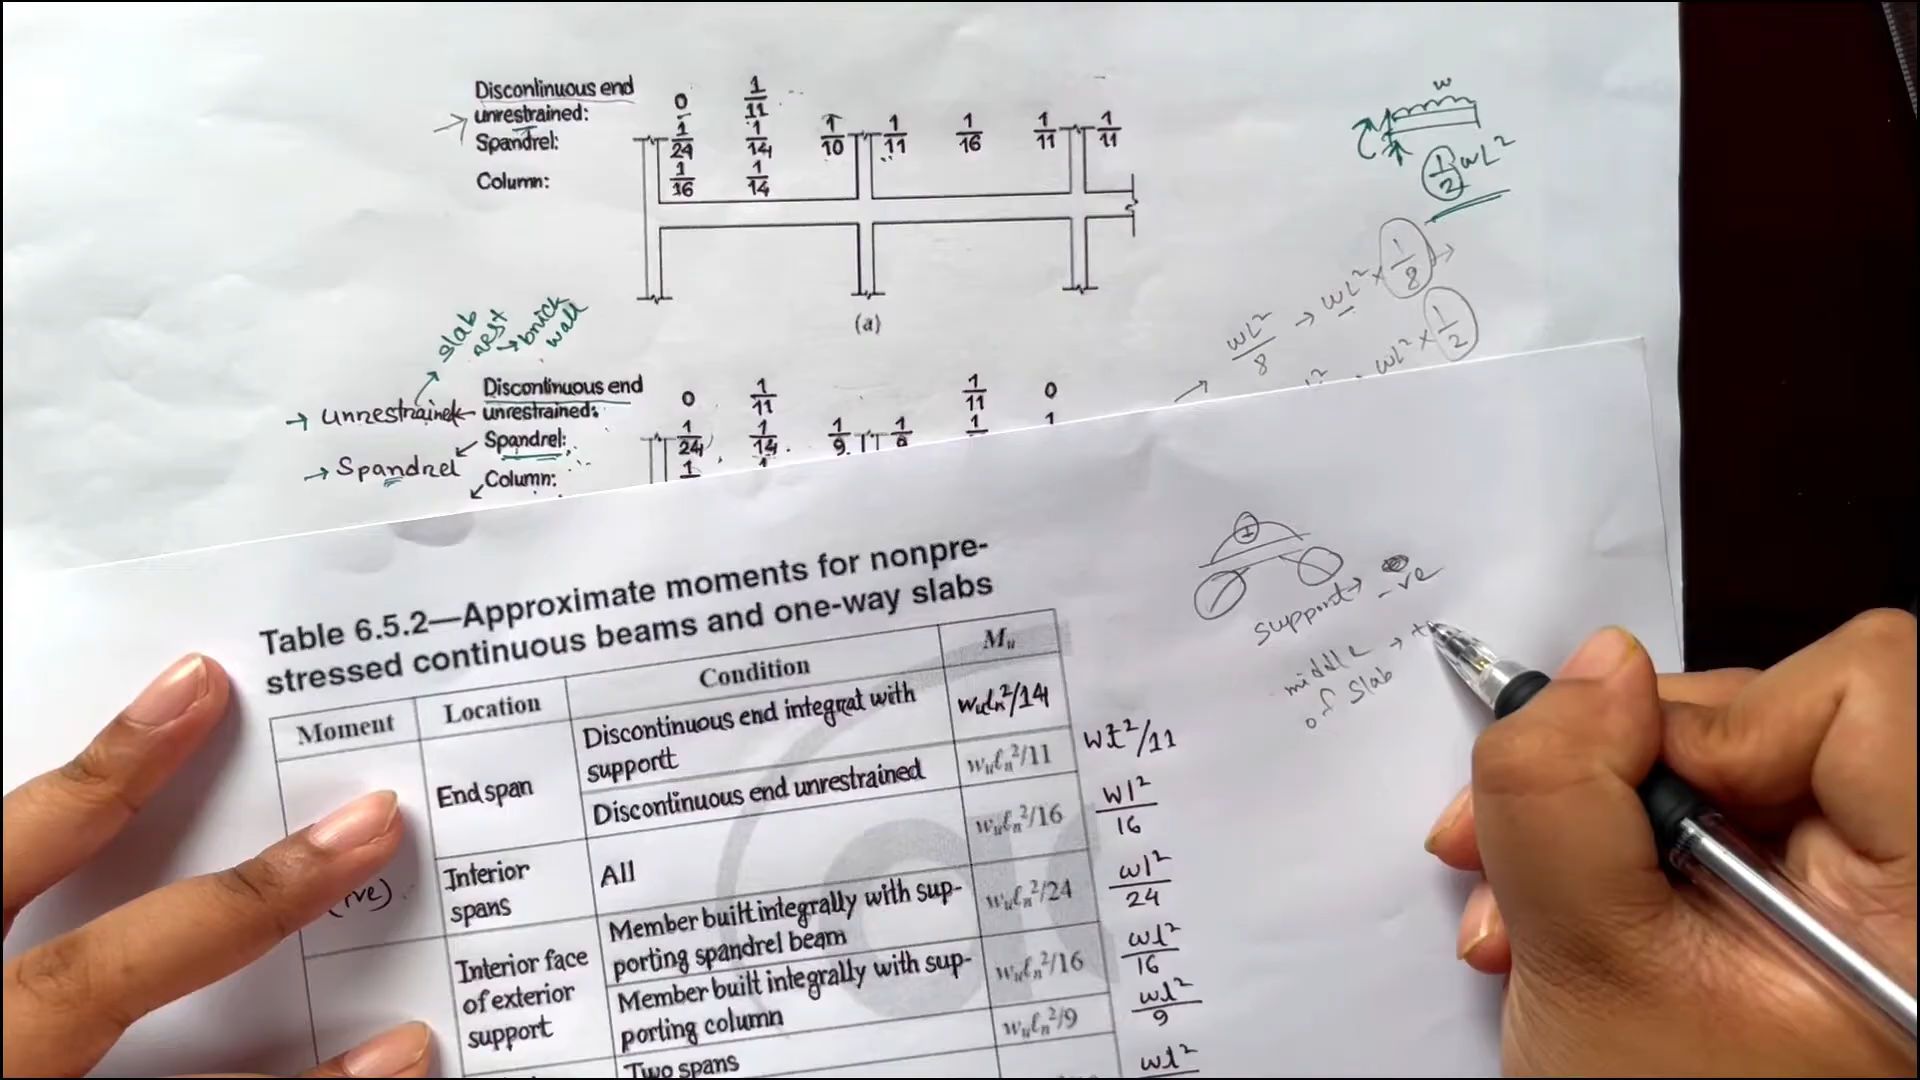 Discontinuous end
unrestrained:
0
1/11
Spandrel:
1/24
1/14
1/10
1/11
1/16
1/11
1/11
Column:
1/16
1/14
(a)
w
1/2 wL²
wL²/8 → wL² × 1/8 →
wL² × 1/2
slab
rest
→ brick
wall
Discontinuous end
→ unrestrained ← unrestrained:
0
1/11
1/11
0
→ Spandrel
Spandrel:
1/24
1/14
1/9
Column:
Table 6.5.2—Approximate moments for nonpre-
stressed continuous beams and one-way slabs
Moment
Location
Condition
Mu
End span
Discontinuous end integrat with
supportt
wuℓn²/14
Discontinuous end unrestrained
wuℓn²/11
wl²/11
(+ve)
Interior
spans
All
wuℓn²/16
wl²/16
Interior face
of exterior
support
Member built integrally with sup-
porting spandrel beam
wuℓn²/24
wl²/24
Member built integrally with sup-
porting column
wuℓn²/16
wl²/16
Two spans
wuℓn²/9
wl²/9
wl²
support → -ve
middle → +
of slab